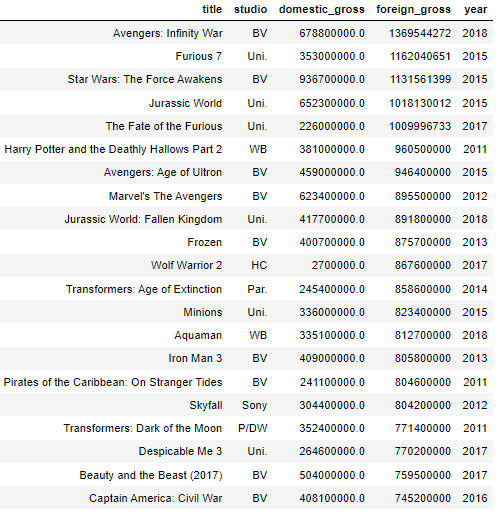 title studio domestic_gross foreign_gross year
Avengers: Infinity War BV 678800000.0 1369544272 2018
Furious 7 Uni. 353000000.0 1162040651 2015
Star Wars: The Force Awakens BV 936700000.0 1131561399 2015
Jurassic World Uni. 652300000.0 1018130012 2015
The Fate of the Furious Uni. 226000000.0 1009996733 2017
Harry Potter and the Deathly Hallows Part 2 WB 381000000.0 960500000 2011
Avengers: Age of Ultron BV 459000000.0 946400000 2015
Marvel's The Avengers BV 623400000.0 895500000 2012
Jurassic World: Fallen Kingdom Uni. 417700000.0 891800000 2018
Frozen BV 400700000.0 875700000 2013
Wolf Warrior 2 HC 2700000.0 867600000 2017
Transformers: Age of Extinction Par. 245400000.0 858600000 2014
Minions Uni. 336000000.0 823400000 2015
Aquaman WB 335100000.0 812700000 2018
Iron Man 3 BV 409000000.0 805800000 2013
Pirates of the Caribbean: On Stranger Tides BV 241100000.0 804600000 2011
Skyfall Sony 304400000.0 804200000 2012
Transformers: Dark of the Moon P/DW 352400000.0 771400000 2011
Despicable Me 3 Uni. 264600000.0 770200000 2017
Beauty and the Beast (2017) BV 504000000.0 759500000 2017
Captain America: Civil War BV 408100000.0 745200000 2016